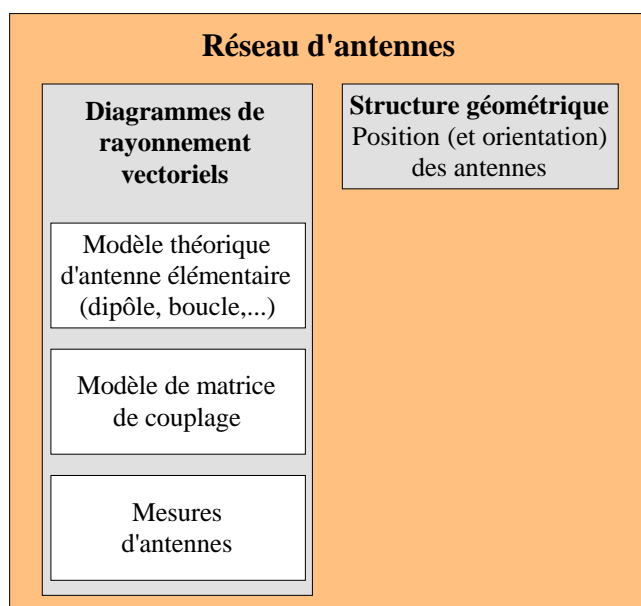 Réseau d'antennes
Diagrammes de
rayonnement
vectoriels
Modèle théorique
d'antenne élémentaire
(dipôle, boucle,...)
Modèle de matrice
de couplage
Mesures
d'antennes
Structure géométrique
Position (et orientation)
des antennes